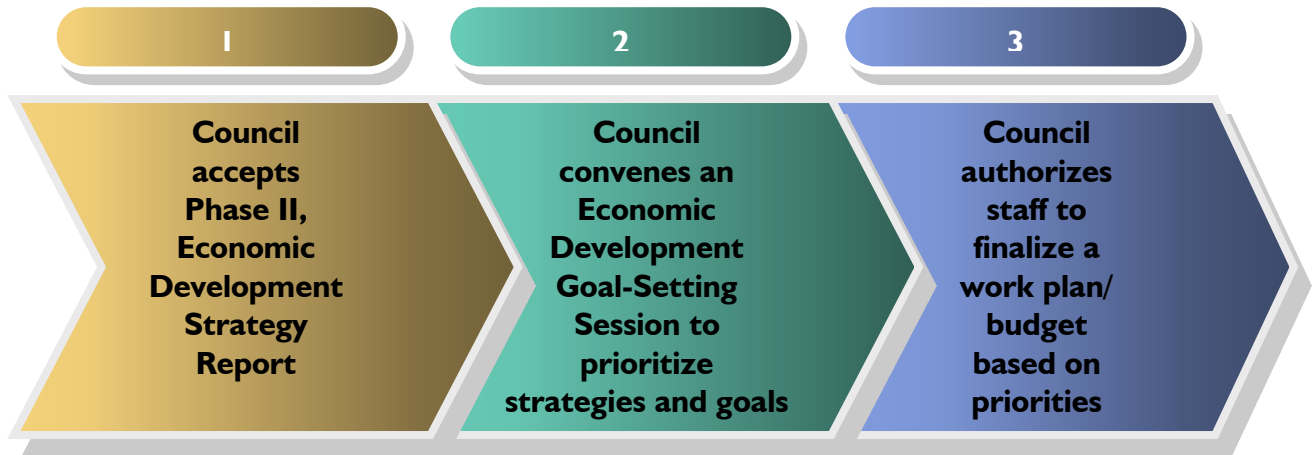 1
2
3
Council
accepts
Phase II,
Economic
Development
Strategy
Report
Council
convenes an
Economic
Development
Goal-Setting
Session to
prioritize
strategies and goals
Council
authorizes
staff to
finalize a
work plan/
budget
based on
priorities